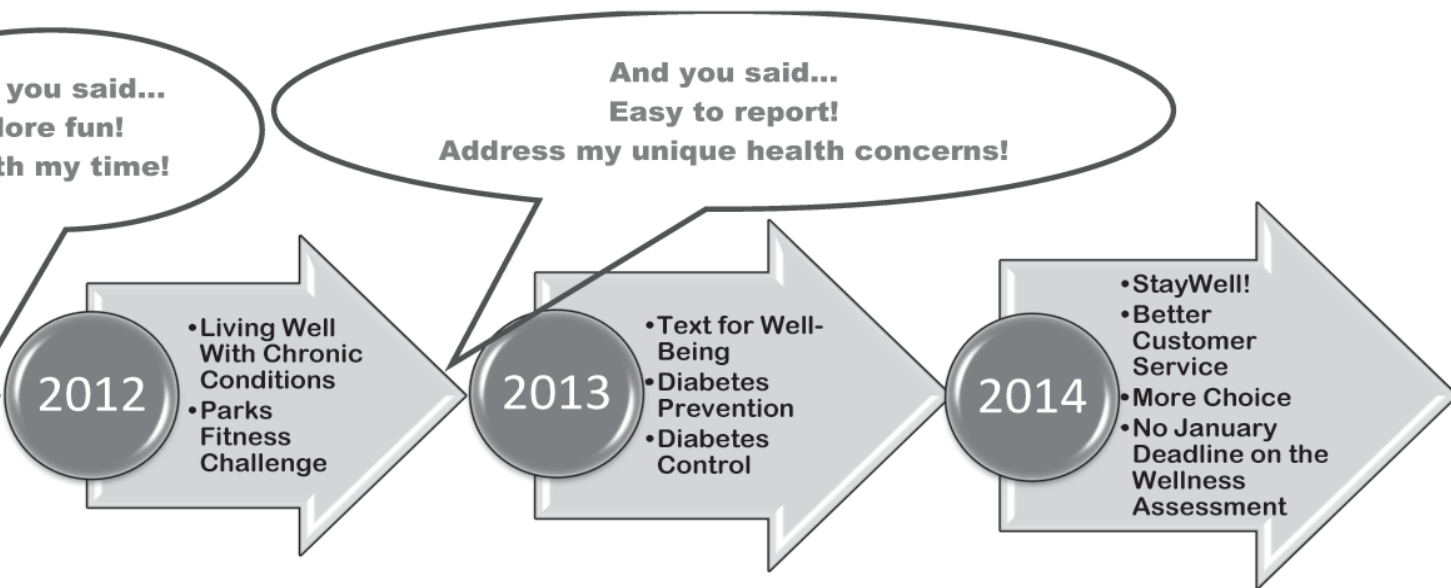 you said...
ore fun!
th my time!
And you said...
Easy to report!
Address my unique health concerns!
2012
•Living Well
With Chronic
Conditions
•Parks
Fitness
Challenge
2013
•Text for Well-
Being
•Diabetes
Prevention
•Diabetes
Control
2014
•StayWell!
•Better
Customer
Service
•More Choice
•No January
Deadline on the
Wellness
Assessment